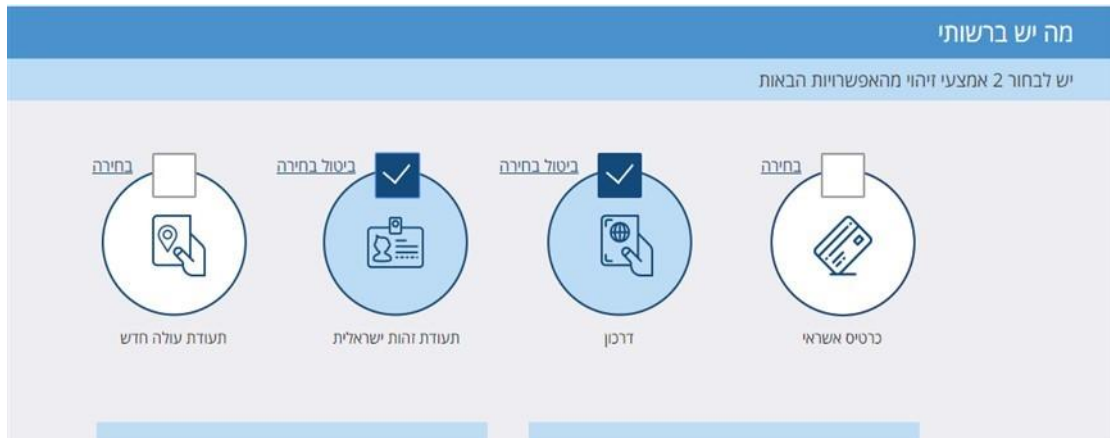 מה יש ברשותי
יש לבחור 2 אמצעי זיהוי מהאפשרויות הבאות
בחירה
ביטול בחירה
ביטול בחירה
בחירה
כרטיס אשראי
דרכון
תעודת זהות ישראלית
תעודת עולה חדש